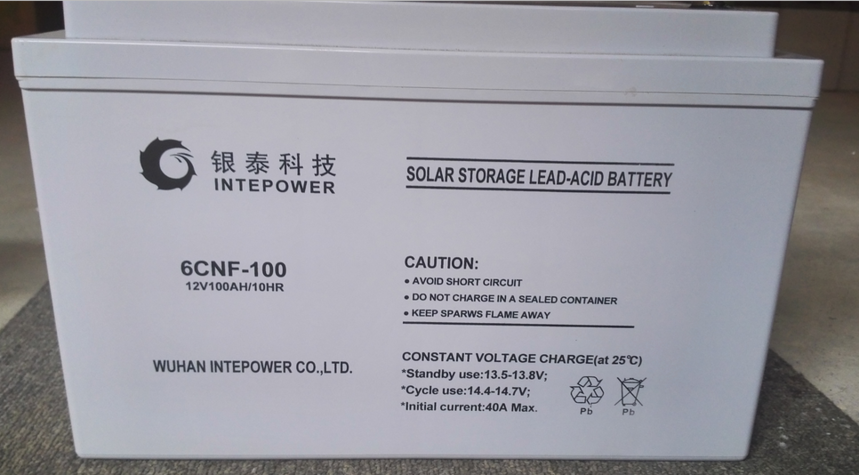 银泰科技
INTEPOWER
SOLAR STORAGE LEAD-ACID BATTERY
6CNF-100
12V100AH/10HR
WUHAN INTEPOWER CO.,LTD.
CAUTION:
• AVOID SHORT CIRCUIT
• DO NOT CHARGE IN A SEALED CONTAINER
• KEEP SPARWS FLAME AWAY
CONSTANT VOLTAGE CHARGE(at 25℃)
*Standby use:13.5-13.8V;
*Cycle use:14.4-14.7V;
*Initial current:40A Max.
Pb Pb